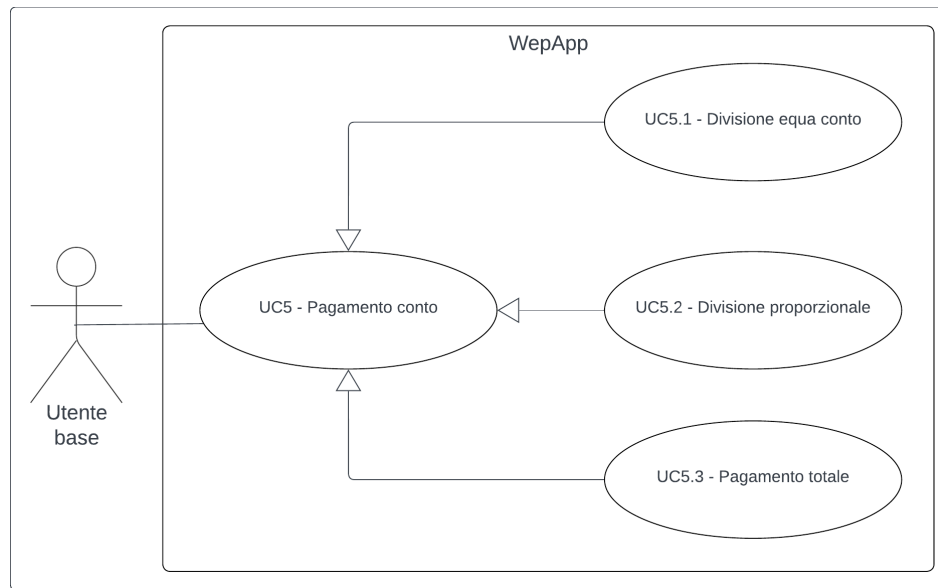 WepApp
UC5.1 - Divisione equa conto
UC5 - Pagamento conto
UC5.2 - Divisione proporzionale
UC5.3 - Pagamento totale
Utente
base